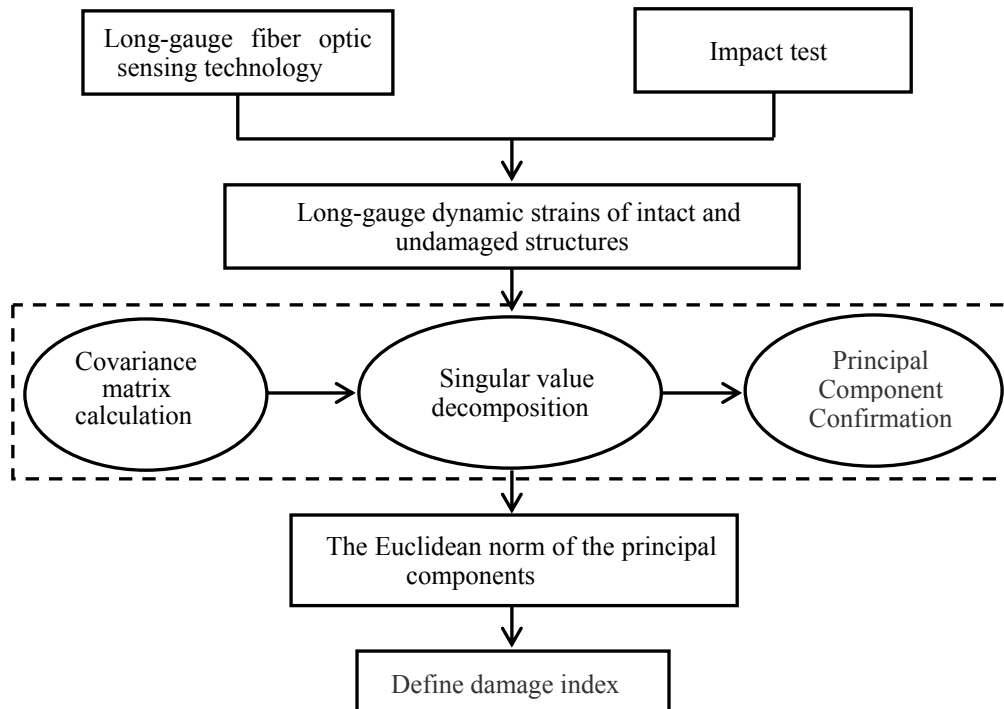 Long-gauge fiber optic
sensing technology
Impact test
Long-gauge dynamic strains of intact and
undamaged structures
Covariance
matrix
calculation
Singular value
decomposition
Principal
Component
Confirmation
The Euclidean norm of the principal
components
Define damage index